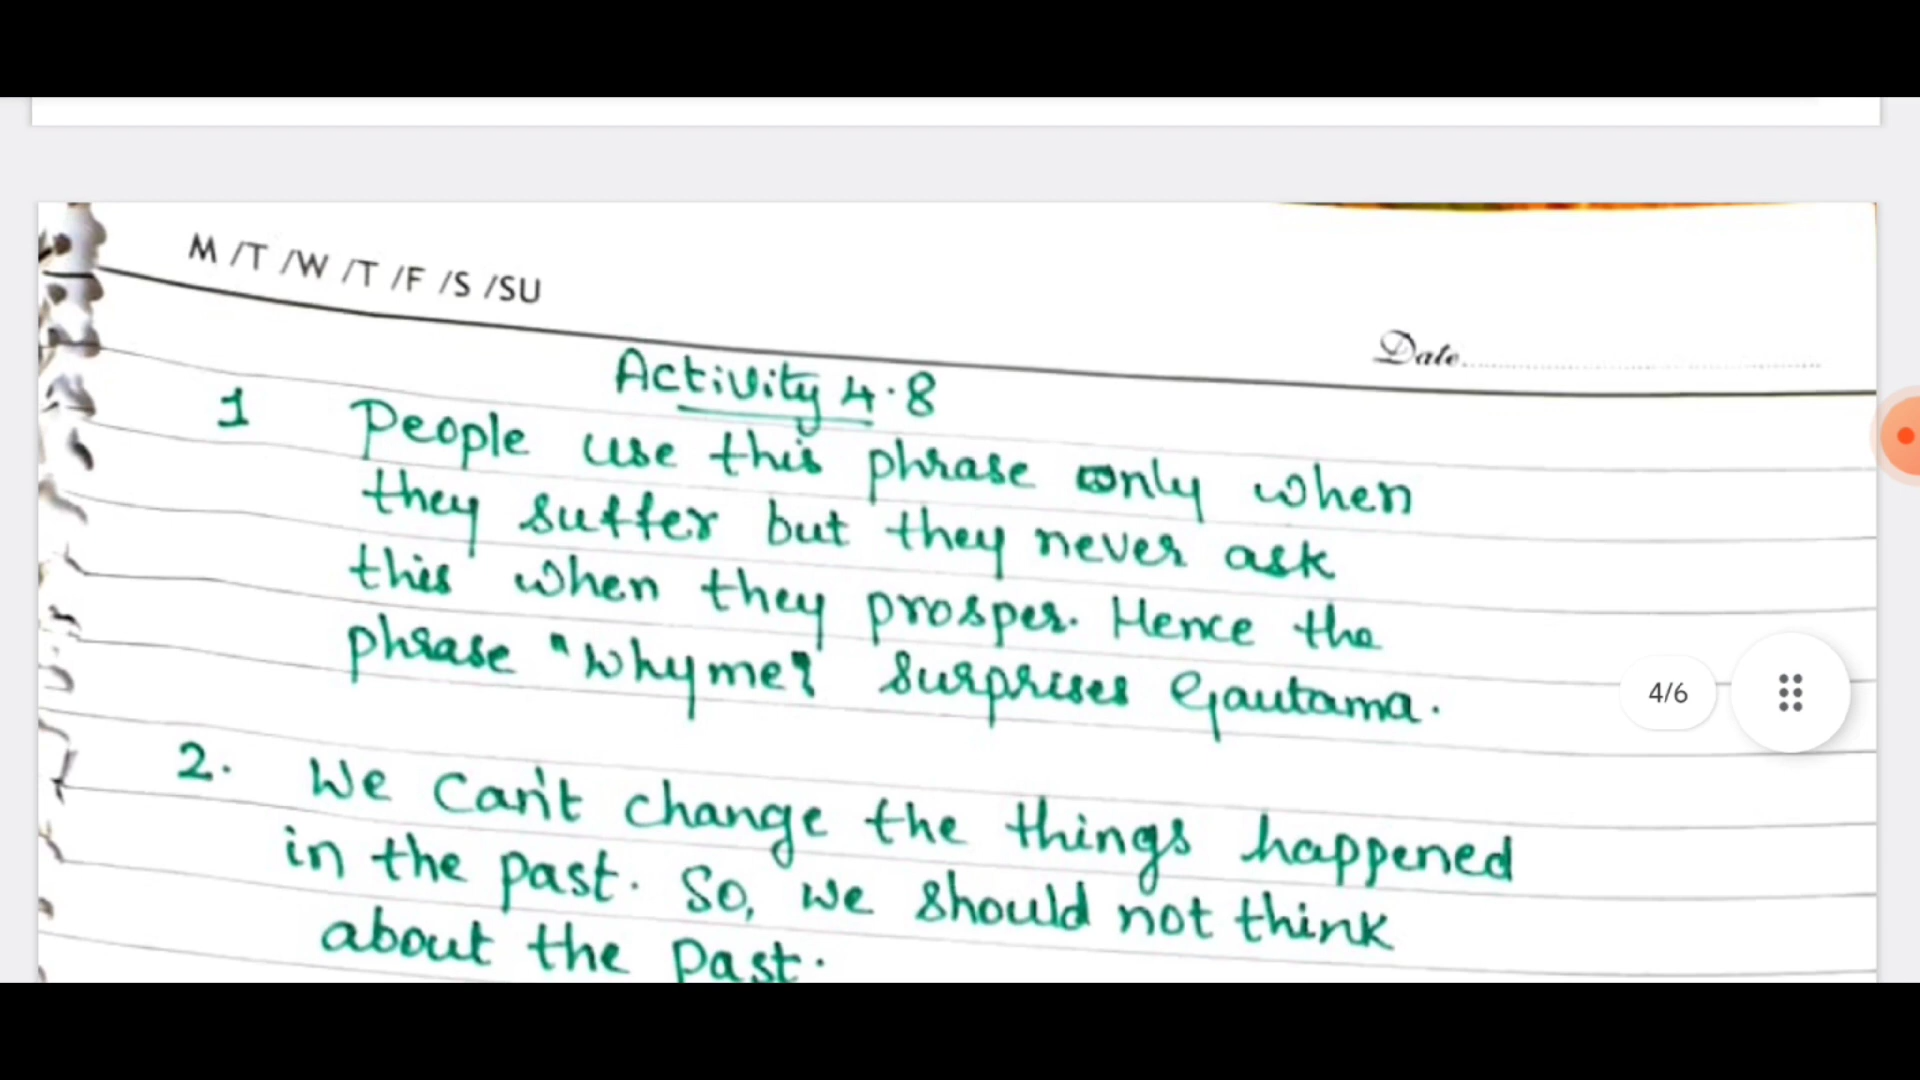 M /T /W /T /F /S /SU
Date
Activity 4.8
1 People use this phrase only when
they suffer but they never ask
this when they prosper. Hence the
phrase "Why me? Surprises Gautama.
2. We can't change the things happened
in the past. So, we should not think
about the past.
4/6